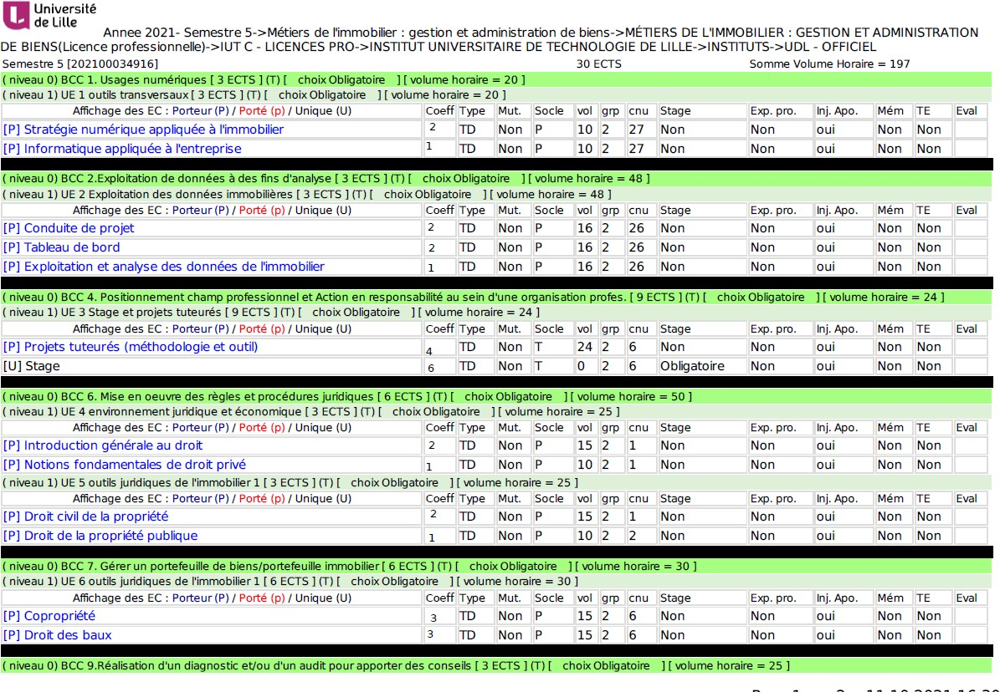 Université
de Lille
Annee 2021- Semestre 5->Métiers de l'immobilier : gestion et administration de biens->MÉTIERS DE L'IMMOBILIER : GESTION ET ADMINISTRATION
DE BIENS(Licence professionnelle)->IUT C - LICENCES PRO->INSTITUT UNIVERSITAIRE DE TECHNOLOGIE DE LILLE->INSTITUTS->UDL - OFFICIEL
Semestre 5 [202100034916] 30 ECTS Somme Volume Horaire = 197
( niveau 0) BCC 1. Usages numériques [ 3 ECTS ] (T) [ choix Obligatoire ] [ volume horaire = 20 ]
( niveau 1) UE 1 outils transversaux [ 3 ECTS ] (T) [ choix Obligatoire ] [ volume horaire = 20 ]
Affichage des EC : Porteur (P) / Porté (p) / Unique (U) Coeff Type Mut. Socle vol grp cnu Stage Exp. pro. Inj. Apo. Mém TE Eval
[P] Stratégie numérique appliquée à l'immobilier 2 TD Non P 10 2 27 Non Non oui Non Non
[P] Informatique appliquée à l'entreprise 1 TD Non P 10 2 27 Non Non oui Non Non
( niveau 0) BCC 2.Exploitation de données à des fins d'analyse [ 3 ECTS ] (T) [ choix Obligatoire ] [ volume horaire = 48 ]
( niveau 1) UE 2 Exploitation des données immobilières [ 3 ECTS ] (T) [ choix Obligatoire ] [ volume horaire = 48 ]
Affichage des EC : Porteur (P) / Porté (p) / Unique (U) Coeff Type Mut. Socle vol grp cnu Stage Exp. pro. Inj. Apo. Mém TE Eval
[P] Conduite de projet 2 TD Non P 16 2 26 Non Non oui Non Non
[P] Tableau de bord 2 TD Non P 16 2 26 Non Non oui Non Non
[P] Exploitation et analyse des données de l'immobilier 1 TD Non P 16 2 26 Non Non oui Non Non
( niveau 0) BCC 4. Positionnement champ professionnel et Action en responsabilité au sein d'une organisation profes. [ 9 ECTS ] (T) [ choix Obligatoire ] [ volume horaire = 24 ]
( niveau 1) UE 3 Stage et projets tuteurés [ 9 ECTS ] (T) [ choix Obligatoire ] [ volume horaire = 24 ]
Affichage des EC : Porteur (P) / Porté (p) / Unique (U) Coeff Type Mut. Socle vol grp cnu Stage Exp. pro. Inj. Apo. Mém TE Eval
[P] Projets tuteurés (méthodologie et outil) 4 TD Non T 24 2 6 Non Non oui Non Non
[U] Stage 6 TD Non T 0 2 6 Obligatoire Non oui Non Non
( niveau 0) BCC 6. Mise en oeuvre des règles et procédures juridiques [ 6 ECTS ] (T) [ choix Obligatoire ] [ volume horaire = 50 ]
( niveau 1) UE 4 environnement juridique et économique [ 3 ECTS ] (T) [ choix Obligatoire ] [ volume horaire = 25 ]
Affichage des EC : Porteur (P) / Porté (p) / Unique (U) Coeff Type Mut. Socle vol grp cnu Stage Exp. pro. Inj. Apo. Mém TE Eval
[P] Introduction générale au droit 2 TD Non P 15 2 1 Non Non oui Non Non
[P] Notions fondamentales de droit privé 1 TD Non P 10 2 1 Non Non oui Non Non
( niveau 1) UE 5 outils juridiques de l'immobilier 1 [ 3 ECTS ] (T) [ choix Obligatoire ] [ volume horaire = 25 ]
Affichage des EC : Porteur (P) / Porté (p) / Unique (U) Coeff Type Mut. Socle vol grp cnu Stage Exp. pro. Inj. Apo. Mém TE Eval
[P] Droit civil de la propriété 2 TD Non P 15 2 1 Non Non oui Non Non
[P] Droit de la propriété publique 1 TD Non P 10 2 2 Non Non oui Non Non
( niveau 0) BCC 7. Gérer un portefeuille de biens/portefeuille immobilier [ 6 ECTS ] (T) [ choix Obligatoire ] [ volume horaire = 30 ]
( niveau 1) UE 6 outils juridiques de l'immobilier 1 [ 6 ECTS ] (T) [ choix Obligatoire ] [ volume horaire = 30 ]
Affichage des EC : Porteur (P) / Porté (p) / Unique (U) Coeff Type Mut. Socle vol grp cnu Stage Exp. pro. Inj. Apo. Mém TE Eval
[P] Copropriété 3 TD Non P 15 2 6 Non Non oui Non Non
[P] Droit des baux 3 TD Non P 15 2 6 Non Non oui Non Non
( niveau 0) BCC 9.Réalisation d'un diagnostic et/ou d'un audit pour apporter des conseils [ 3 ECTS ] (T) [ choix Obligatoire ] [ volume horaire = 25 ]